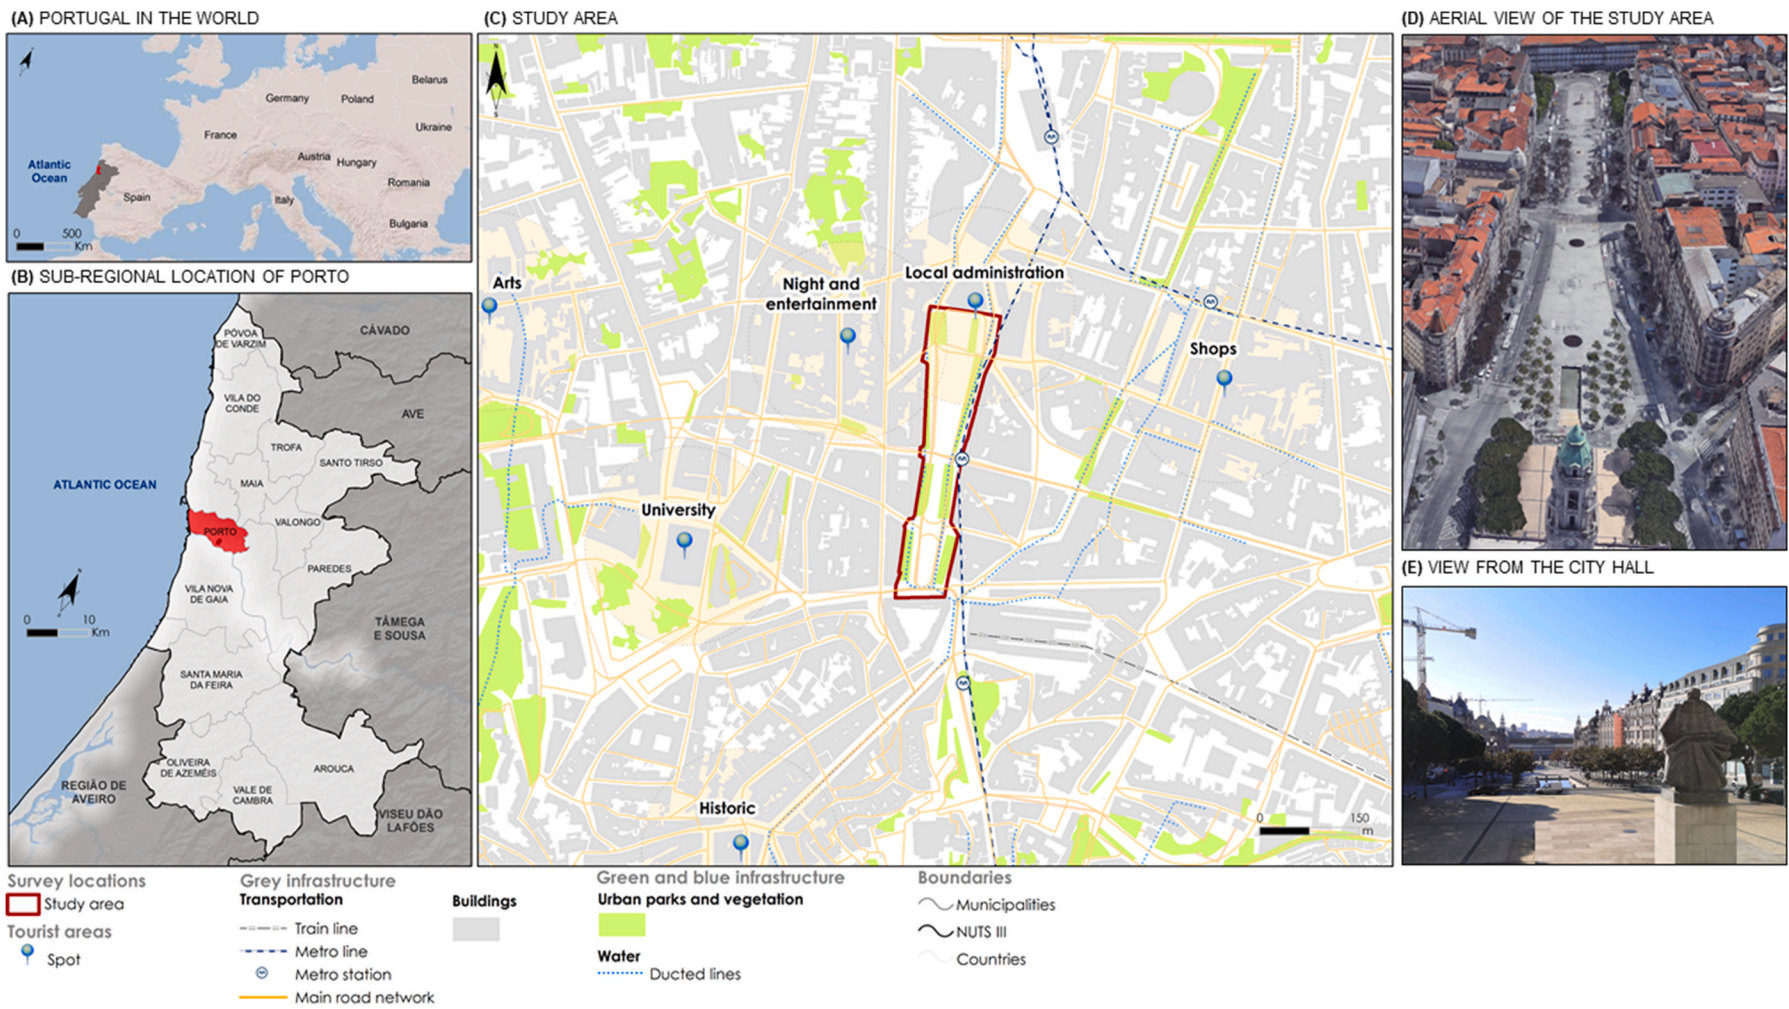 (A) PORTUGAL IN THE WORLD
Belarus
Germany
Poland
Ukraine
France
Austria
Hungary
Atlantic
Ocean
Romania
Spain
Italy
Bulgaria
0 500
Km
(B) SUB-REGIONAL LOCATION OF PORTO
CÁVADO
PÓVOA
DE VARZIM
VILA DO
CONDE
AVE
TROFA
SANTO TIRSO
MAIA
ATLANTIC OCEAN
VALONGO
PORTO
PAREDES
VILA NOVA
DE GAIA
0 10
Km
TÂMEGA
E SOUSA
SANTA MARIA
DA FEIRA
OLIVEIRA
DE AZEMÉIS
AROUCA
REGIÃO DE
AVEIRO
VALE DE
CAMBRA
VISEU DÃO
LAFÕES
(C) STUDY AREA
N
Local administration
Arts
Night and
entertainment
Shops
University
Historic
0 150
m
(D) AERIAL VIEW OF THE STUDY AREA
(E) VIEW FROM THE CITY HALL
Survey locations
Study area
Tourist areas
Spot
Grey infrastructure
Transportation
Train line
Metro line
Metro station
Main road network
Buildings
Green and blue infrastructure
Urban parks and vegetation
Water
Ducted lines
Boundaries
Municipalities
NUTS III
Countries